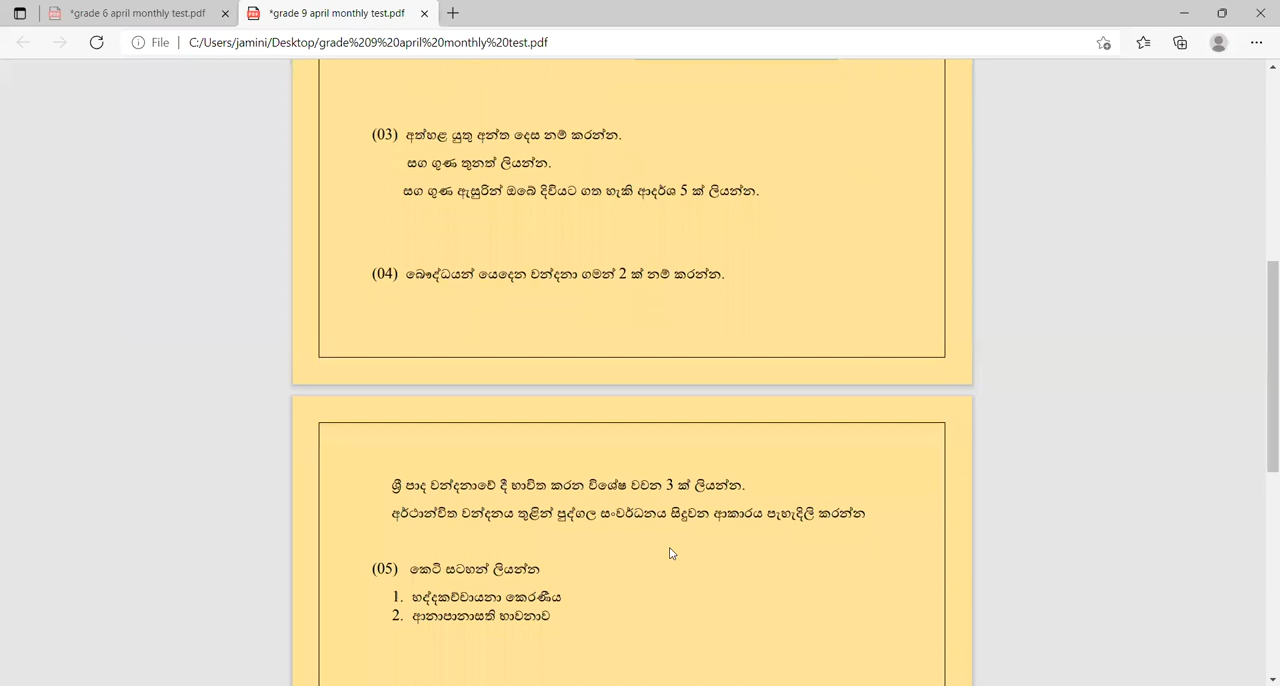 *grade 6 april monthly test.pdf
*grade 9 april monthly test.pdf
File | C:/Users/jamini/Desktop/grade%209%20april%20monthly%20test.pdf
(03) අත්හළ යුතු අන්ත දෙස නම් කරන්න.
සග ගුණ තුනත් ලියන්න.
සග ගුණ ඇසුරින් ඔබේ දිවියට ගත හැකි ආදර්ශ 5 ක් ලියන්න.
(04) බෞද්ධයන් යෙදෙන වන්දනා ගමන් 2 ක් නම් කරන්න.
ශ්‍රී පාද වන්දනාවේ දී භාවිත කරන විශේෂ වචන 3 ක් ලියන්න.
අර්ථාන්විත වන්දනය තුළින් පුද්ගල සංවර්ධනය සිදුවන ආකාරය පැහැදිලි කරන්න
(05) කෙටි සටහන් ලියන්න
1. භද්දකච්චායනා තෙරණිය
2. ආනාපානාසති භාවනාව